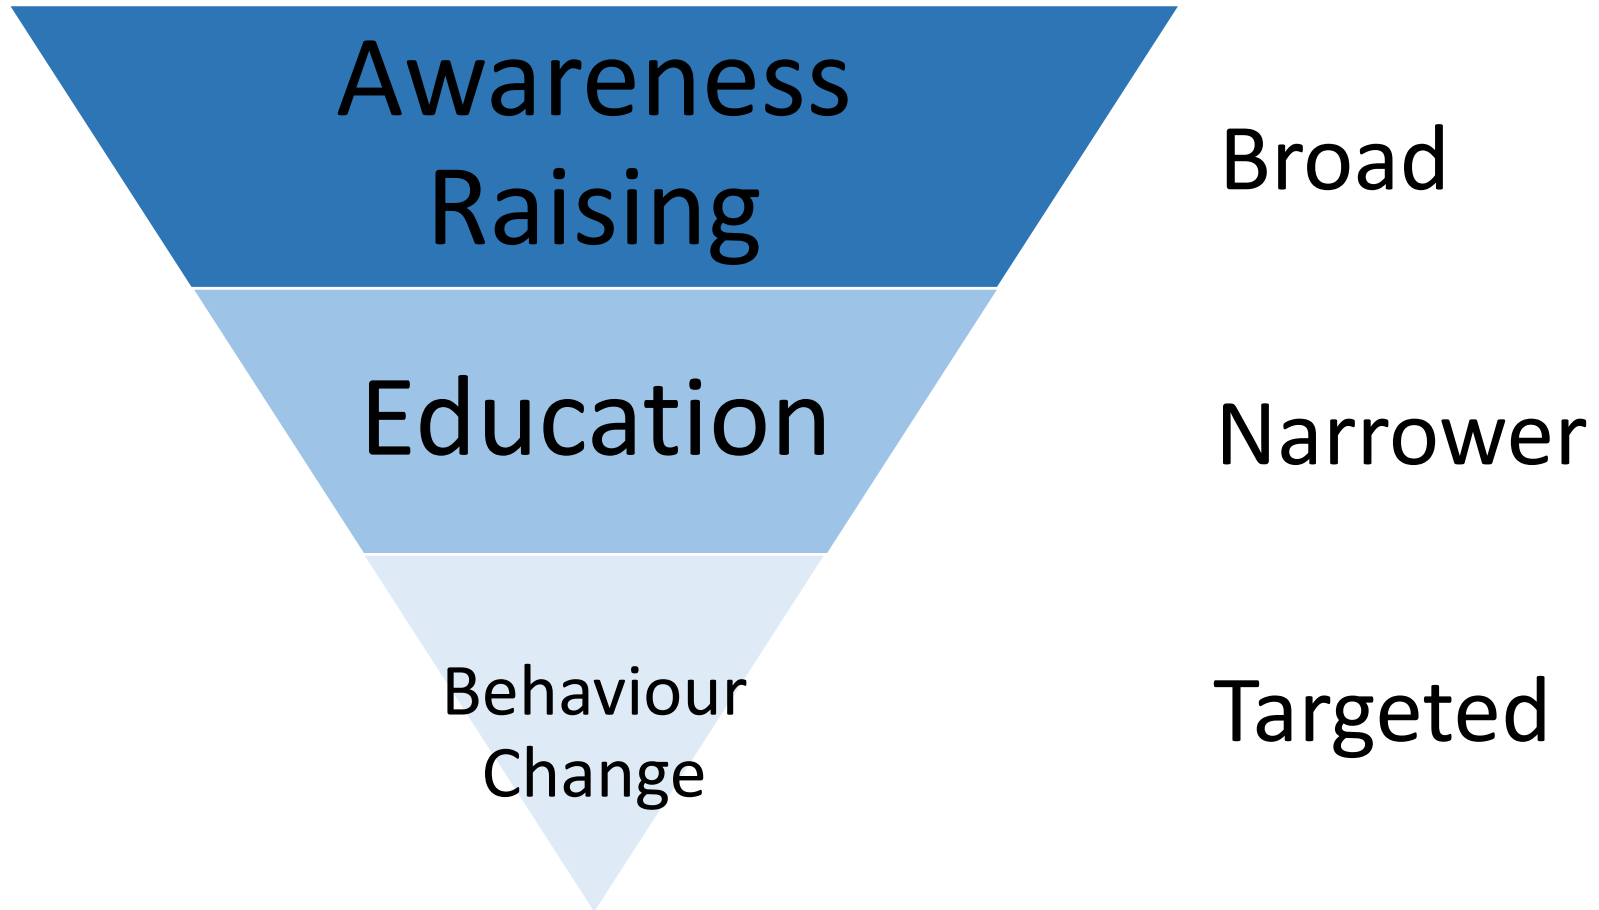 Awareness
Raising
Broad
Education
Narrower
Behaviour
Change
Targeted